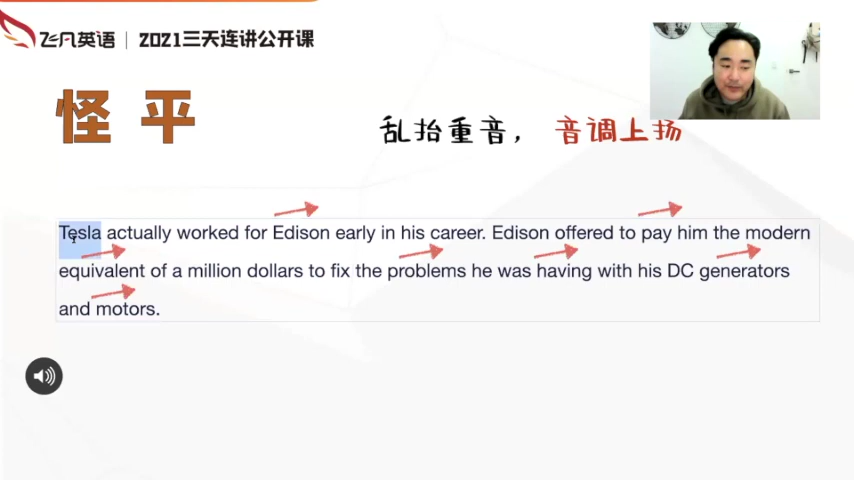 飞凡英语 | 2021三天连讲公开课
怪 平
乱抬重音， 音调上扬
Tesla actually worked for Edison early in his career. Edison offered to pay him the modern
equivalent of a million dollars to fix the problems he was having with his DC generators
and motors.